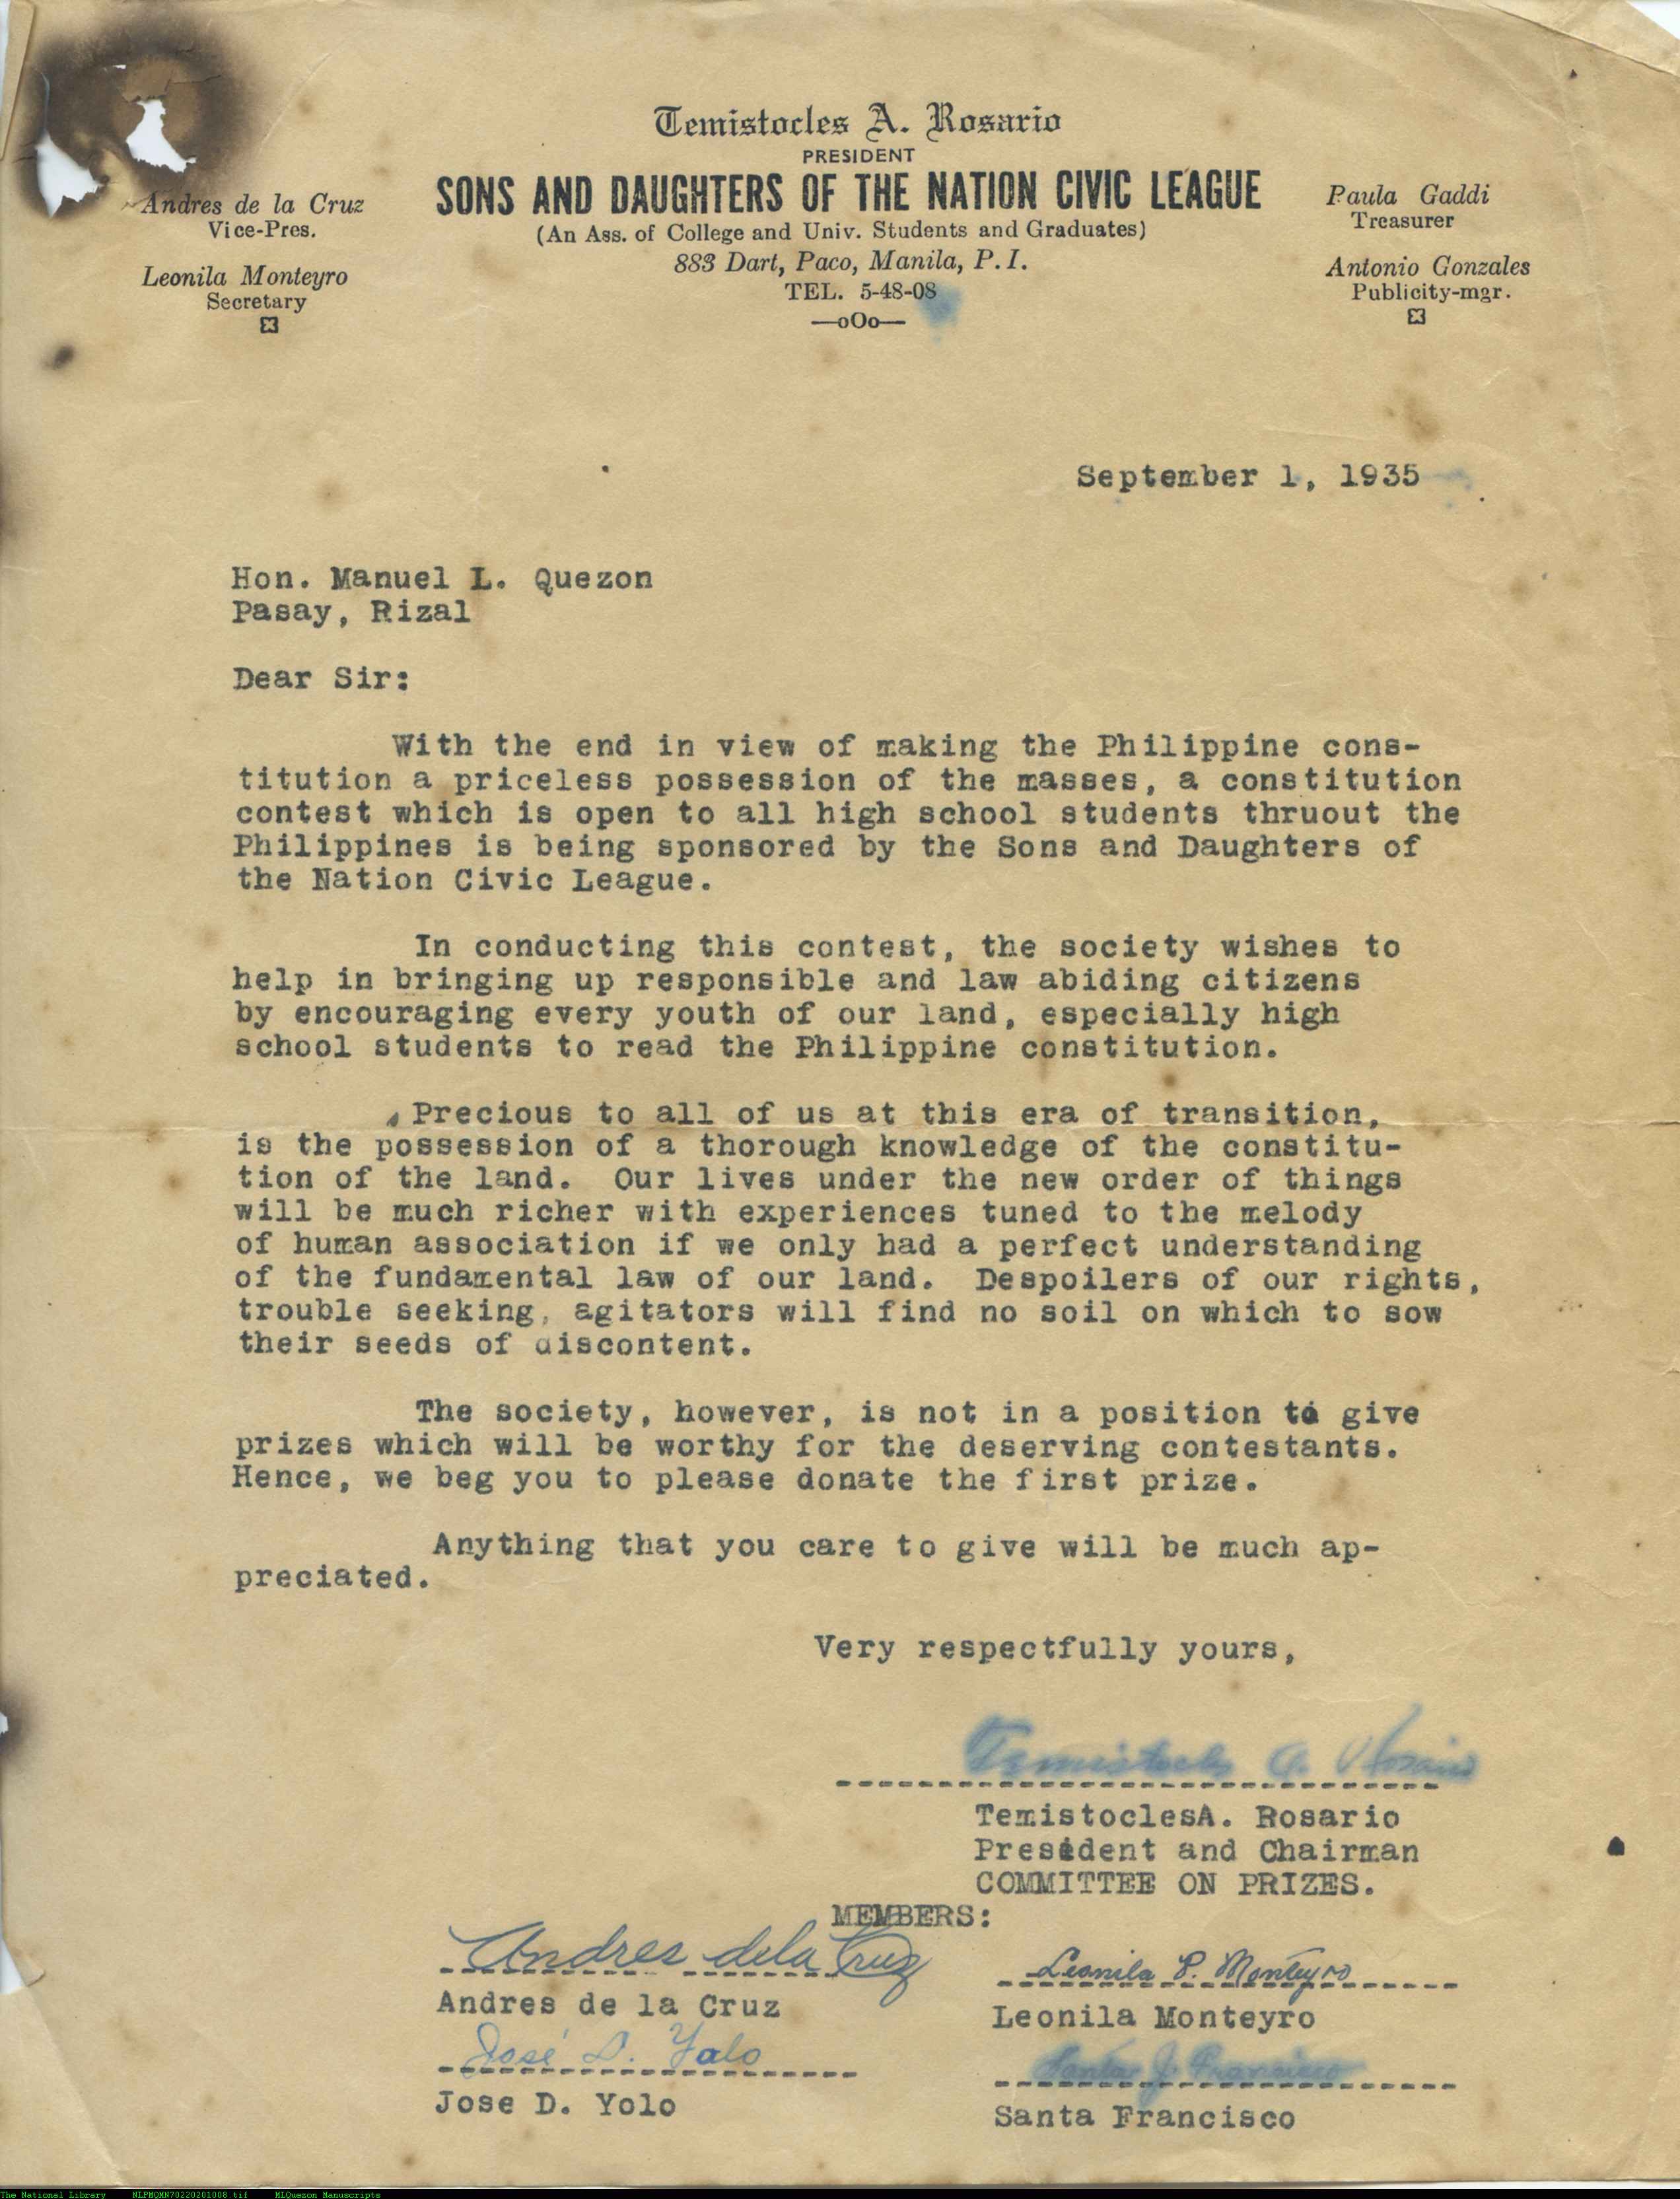 Temistocles A. Rosario
PRESIDENT
SONS AND DAUGHTERS OF THE NATION CIVIC LEAGUE
(An Ass. of College and Univ. Students and Graduates)
883 Dart, Paco, Manila, P.I.
TEL. 5-48-08
—oOo—
Andres de la Cruz
Vice-Pres.
Leonila Monteyro
Secretary
Paula Gaddi
Treasurer
Antonio Gonzales
Publicity-mgr.
September 1, 1935
Hon. Manuel L. Quezon
Pasay, Rizal
Dear Sir:
With the end in view of making the Philippine cons-
titution a priceless possession of the masses, a constitution
contest which is open to all high school students thruout the
Philippines is being sponsored by the Sons and Daughters of
the Nation Civic League.
In conducting this contest, the society wishes to
help in bringing up responsible and law abiding citizens
by encouraging every youth of our land, especially high
school students to read the Philippine constitution.
Precious to all of us at this era of transition,
is the possession of a thorough knowledge of the constitu-
tion of the land. Our lives under the new order of things
will be much richer with experiences tuned to the melody
of human association if we only had a perfect understanding
of the fundamental law of our land. Despoilers of our rights,
trouble seeking, agitators will find no soil on which to sow
their seeds of discontent.
The society, however, is not in a position to give
prizes which will be worthy for the deserving contestants.
Hence, we beg you to please donate the first prize.
Anything that you care to give will be much ap-
preciated.
Very respectfully yours,
Temistocles A. Rosario
TemistoclesA. Rosario
President and Chairman
COMMITTEE ON PRIZES.
MEMBERS:
Andres dela Cruz
Andres de la Cruz
Leonila P. Monteyro
Leonila Monteyro
José D. Yolo
Jose D. Yolo
Santa J. Francisco
Santa Francisco
The National Library NLPMQMN70220201008.tif MLQuezon Manuscripts